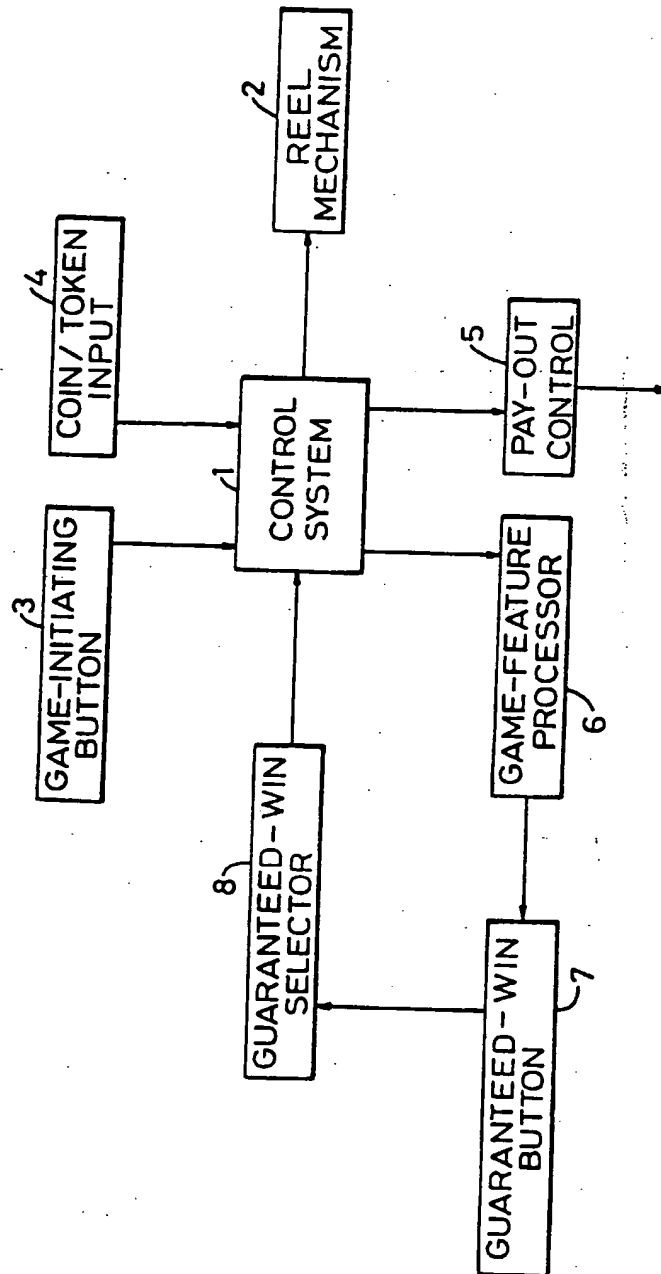 3
GAME-INITIATING
BUTTON
4
COIN/TOKEN
INPUT
8
GUARANTEED-WIN
SELECTOR
1
CONTROL
SYSTEM
2
REEL
MECHANISM
GUARANTEED-WIN
BUTTON
7
GAME-FEATURE
PROCESSOR
6
5
PAY-OUT
CONTROL